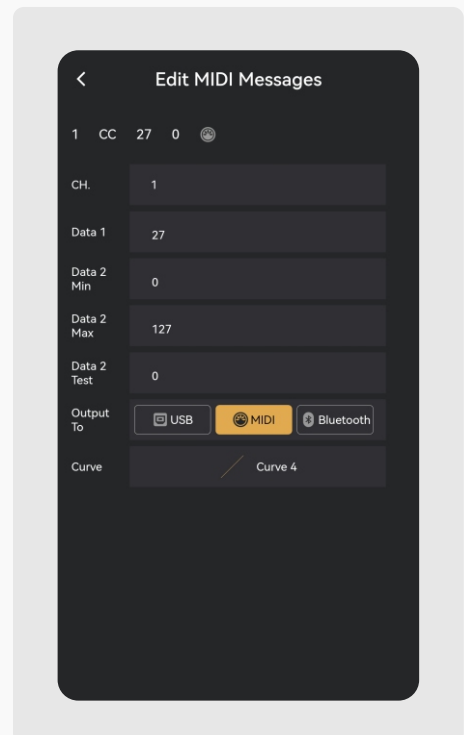 Edit MIDI Messages
1 CC 27 0
CH. 1
Data 1 27
Data 2
Min
0
Data 2
Max
127
Data 2
Test
0
Output
To
USB MIDI Bluetooth
Curve Curve 4